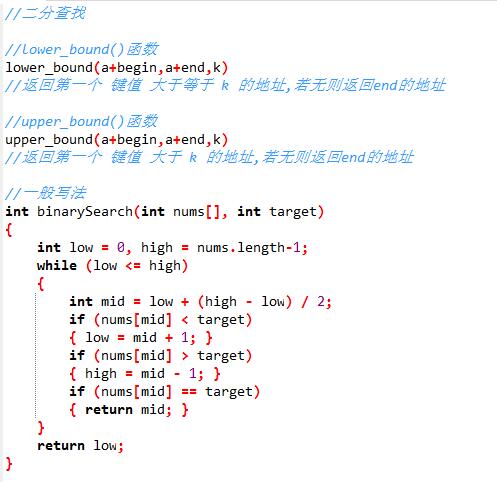 //二分查找
//lower_bound()函数
lower_bound(a+begin,a+end,k)
//返回第一个 键值 大于等于 k 的地址,若无则返回end的地址
//upper_bound()函数
upper_bound(a+begin,a+end,k)
//返回第一个 键值 大于 k 的地址,若无则返回end的地址
//一般写法
int binarySearch(int nums[], int target)
{
int low = 0, high = nums.length-1;
while (low <= high)
{
int mid = low + (high - low) / 2;
if (nums[mid] < target)
{ low = mid + 1; }
if (nums[mid] > target)
{ high = mid - 1; }
if (nums[mid] == target)
{ return mid; }
}
return low;
}